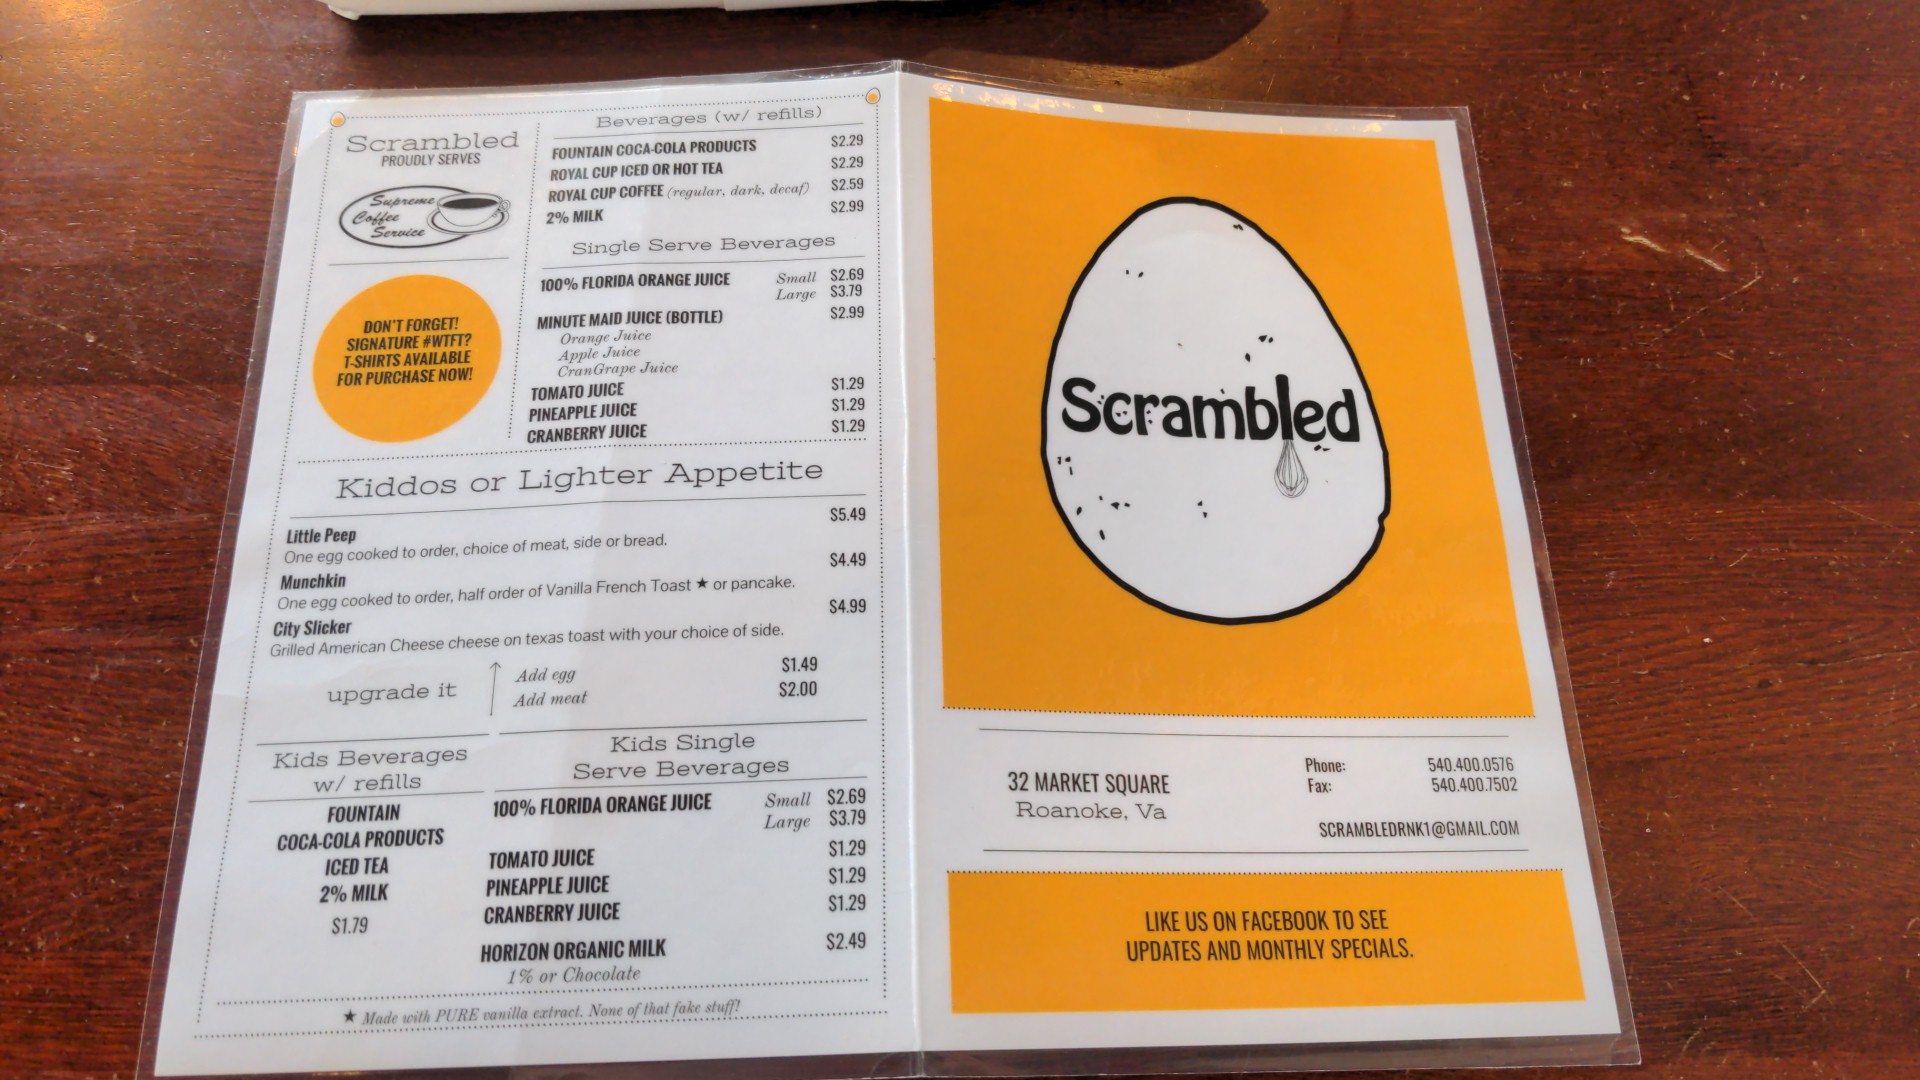 Scrambled
PROUDLY SERVES
Supreme
Coffee
Service
DON'T FORGET!
SIGNATURE #WTFT?
T-SHIRTS AVAILABLE
FOR PURCHASE NOW!
Beverages (w/ refills)
FOUNTAIN COCA-COLA PRODUCTS $2.29
ROYAL CUP ICED OR HOT TEA $2.29
ROYAL CUP COFFEE (regular, dark, decaf) $2.59
2% MILK $2.99
Single Serve Beverages
100% FLORIDA ORANGE JUICE Small $2.69
Large $3.79
MINUTE MAID JUICE (BOTTLE) $2.99
Orange Juice
Apple Juice
CranGrape Juice
TOMATO JUICE $1.29
PINEAPPLE JUICE $1.29
CRANBERRY JUICE $1.29
Kiddos or Lighter Appetite
Little Peep $5.49
One egg cooked to order, choice of meat, side or bread.
Munchkin $4.49
One egg cooked to order, half order of Vanilla French Toast ★ or pancake.
City Slicker $4.99
Grilled American Cheese cheese on texas toast with your choice of side.
upgrade it
Add egg $1.49
Add meat $2.00
Kids Beverages
w/ refills
FOUNTAIN
COCA-COLA PRODUCTS
ICED TEA
2% MILK
$1.79
Kids Single
Serve Beverages
100% FLORIDA ORANGE JUICE Small $2.69
Large $3.79
TOMATO JUICE $1.29
PINEAPPLE JUICE $1.29
CRANBERRY JUICE $1.29
HORIZON ORGANIC MILK $2.49
1% or Chocolate
★ Made with PURE vanilla extract. None of that fake stuff!
Scrambled
32 MARKET SQUARE
Roanoke, Va
Phone: 540.400.0576
Fax: 540.400.7502
SCRAMBLEDRNK1@GMAIL.COM
LIKE US ON FACEBOOK TO SEE
UPDATES AND MONTHLY SPECIALS.